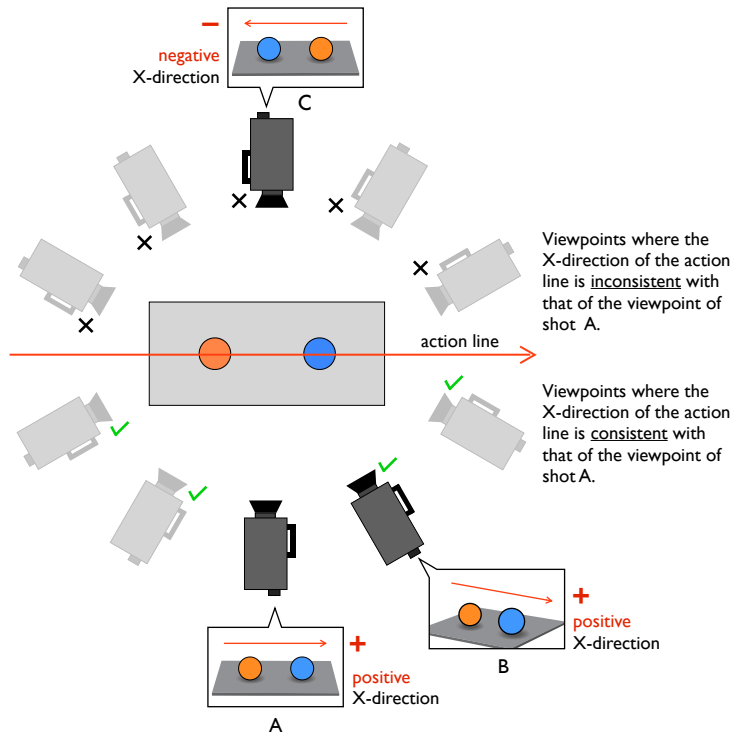 −
negative
X-direction
C
Viewpoints where the
X-direction of the action
line is inconsistent with
that of the viewpoint of
shot A.
action line
Viewpoints where the
X-direction of the action
line is consistent with
that of the viewpoint of
shot A.
+
positive
X-direction
B
+
positive
X-direction
A